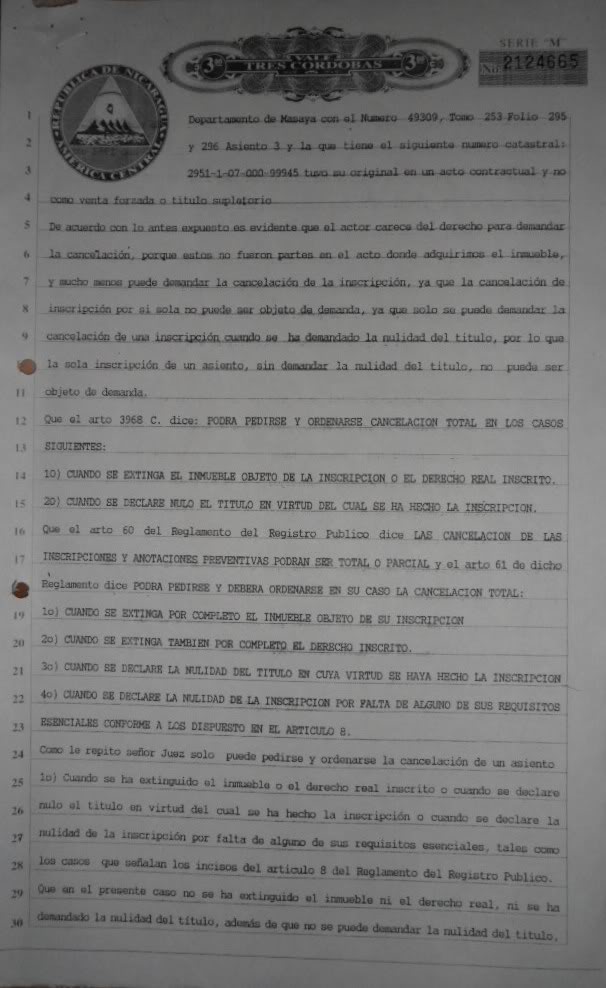 SERIE "M"
VALE
3 00 TRES CORDOBAS 3 00
No 2124665
REPUBLICA DE NICARAGUA
AMERICA CENTRAL
1 Departamento de Masaya con el Numero 49309, Tomo 253 Folio 295
2 y 296 Asiento 3 y la que tiene el siguiente numero catastral:
3 2951-1-07-000-99945 tuvo su original en un acto contractual y no
4 como venta forzada o titulo supletorio
5 De acuerdo con lo antes expuesto es evidente que el actor carece del derecho para demandar
6 la cancelación, porque estos no fueron partes en el acto donde adquirimos el inmueble,
7 y mucho menos puede demandar la cancelación de la inscripción, ya que la cancelación de
8 inscripción por si sola no puede ser objeto de demanda, ya que solo se puede demandar la
9 cancelación de una inscripción cuando se ha demandado la nulidad del titulo, por lo que
la sola inscripción de un asiento, sin demandar la nulidad del titulo, no puede ser
11 objeto de demanda.
12 Que el arto 3968 C. dice: PODRA PEDIRSE Y ORDENARSE CANCELACION TOTAL EN LOS CASOS
13 SIGUIENTES:
14 1O) CUANDO SE EXTINGA EL INMUEBLE OBJETO DE LA INSCRIPCION O EL DERECHO REAL INSCRITO.
15 2O) CUANDO SE DECLARE NULO EL TITULO EN VIRTUD DEL CUAL SE HA HECHO LA INSCRIPCION.
16 Que el arto 60 del Reglamento del Registro Publico dice LAS CANCELACION DE LAS
17 INSCRIPCIONES Y ANOTACIONES PREVENTIVAS PODRAN SER TOTAL O PARCIAL y el arto 61 de dicho
Reglamento dice PODRA PEDIRSE Y DEBERA ORDENARSE EN SU CASO LA CANCELACION TOTAL:
19 1o) CUANDO SE EXTINGA POR COMPLETO EL INMUEBLE OBJETO DE SU INSCRIPCION
20 2o) CUANDO SE EXTINGA TAMBIEN POR COMPLETO EL DERECHO INSCRITO.
21 3o) CUANDO SE DECLARE LA NULIDAD DEL TITULO EN CUYA VIRTUD SE HAYA HECHO LA INSCRIPCION
22 4o) CUANDO SE DECLARE LA NULIDAD DE LA INSCRIPCION POR FALTA DE ALGUNO DE SUS REQUISITOS
23 ESENCIALES CONFORME A LOS DISPUESTO EN EL ARTICULO 8.
24 Como le repito señor Juez solo puede pedirse y ordenarse la cancelación de un asiento
25 1o) Cuando se ha extinguido el inmueble o el derecho real inscrito o cuando se declare
26 nulo el titulo en virtud del cual se ha hecho la inscripción o cuando se declare la
27 nulidad de la inscripción por falta de alguno de sus requisitos esenciales, tales como
28 los casos que señalan los incisos del articulo 8 del Reglamento del Registro Publico.
29 Que en el presente caso no se ha extinguido el inmueble ni el derecho real, ni se ha
30 demandado la nulidad del título, además de que no se puede demandar la nulidad del titulo,